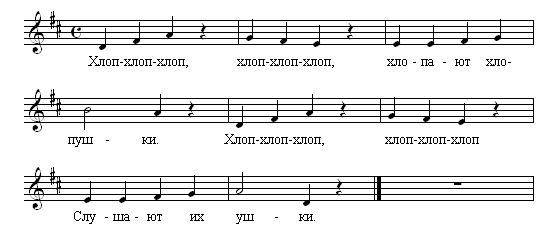 Хлоп-хлоп-хлоп, хлоп-хлоп-хлоп, хло - па - ют хло-
пуш - ки. Хлоп-хлоп-хлоп, хлоп-хлоп-хлоп
Слу - ша - ют их уш - ки.